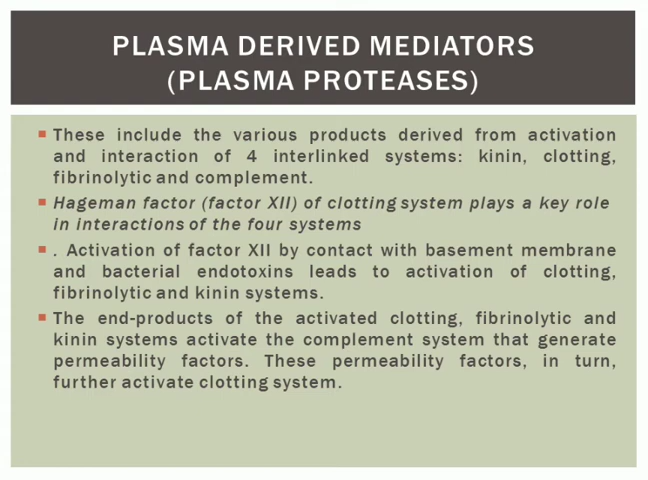 PLASMA DERIVED MEDIATORS
(PLASMA PROTEASES)
These include the various products derived from activation
and interaction of 4 interlinked systems: kinin, clotting,
fibrinolytic and complement.
Hageman factor (factor XII) of clotting system plays a key role
in interactions of the four systems
. Activation of factor XII by contact with basement membrane
and bacterial endotoxins leads to activation of clotting,
fibrinolytic and kinin systems.
The end-products of the activated clotting, fibrinolytic and
kinin systems activate the complement system that generate
permeability factors. These permeability factors, in turn,
further activate clotting system.